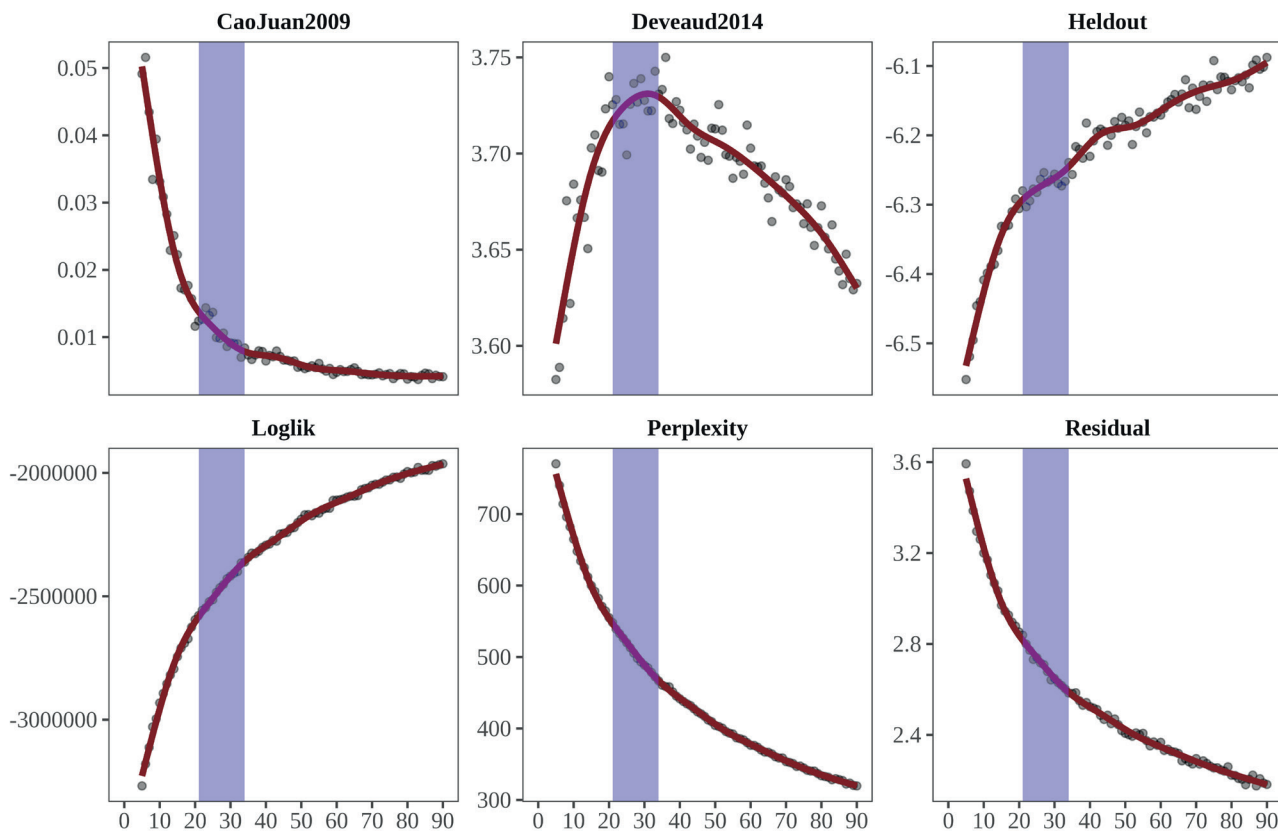 CaoJuan2009 Deveaud2014 Heldout
0.05 3.75 -6.1
0.04 -6.2
0.03 3.70 -6.3
0.02 3.65 -6.4
0.01 3.60 -6.5
Loglik Perplexity Residual
-2000000 700 3.6
600 3.2
-2500000 500 2.8
-3000000 400 2.4
300
0 10 20 30 40 50 60 70 80 90 0 10 20 30 40 50 60 70 80 90 0 10 20 30 40 50 60 70 80 90